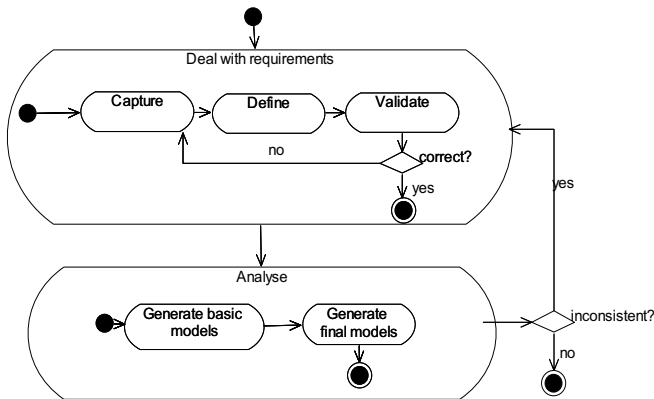 Deal with requirements
Capture
Define
Validate
no
correct?
yes
yes
Analyse
Generate basic
models
Generate
final models
inconsistent?
no